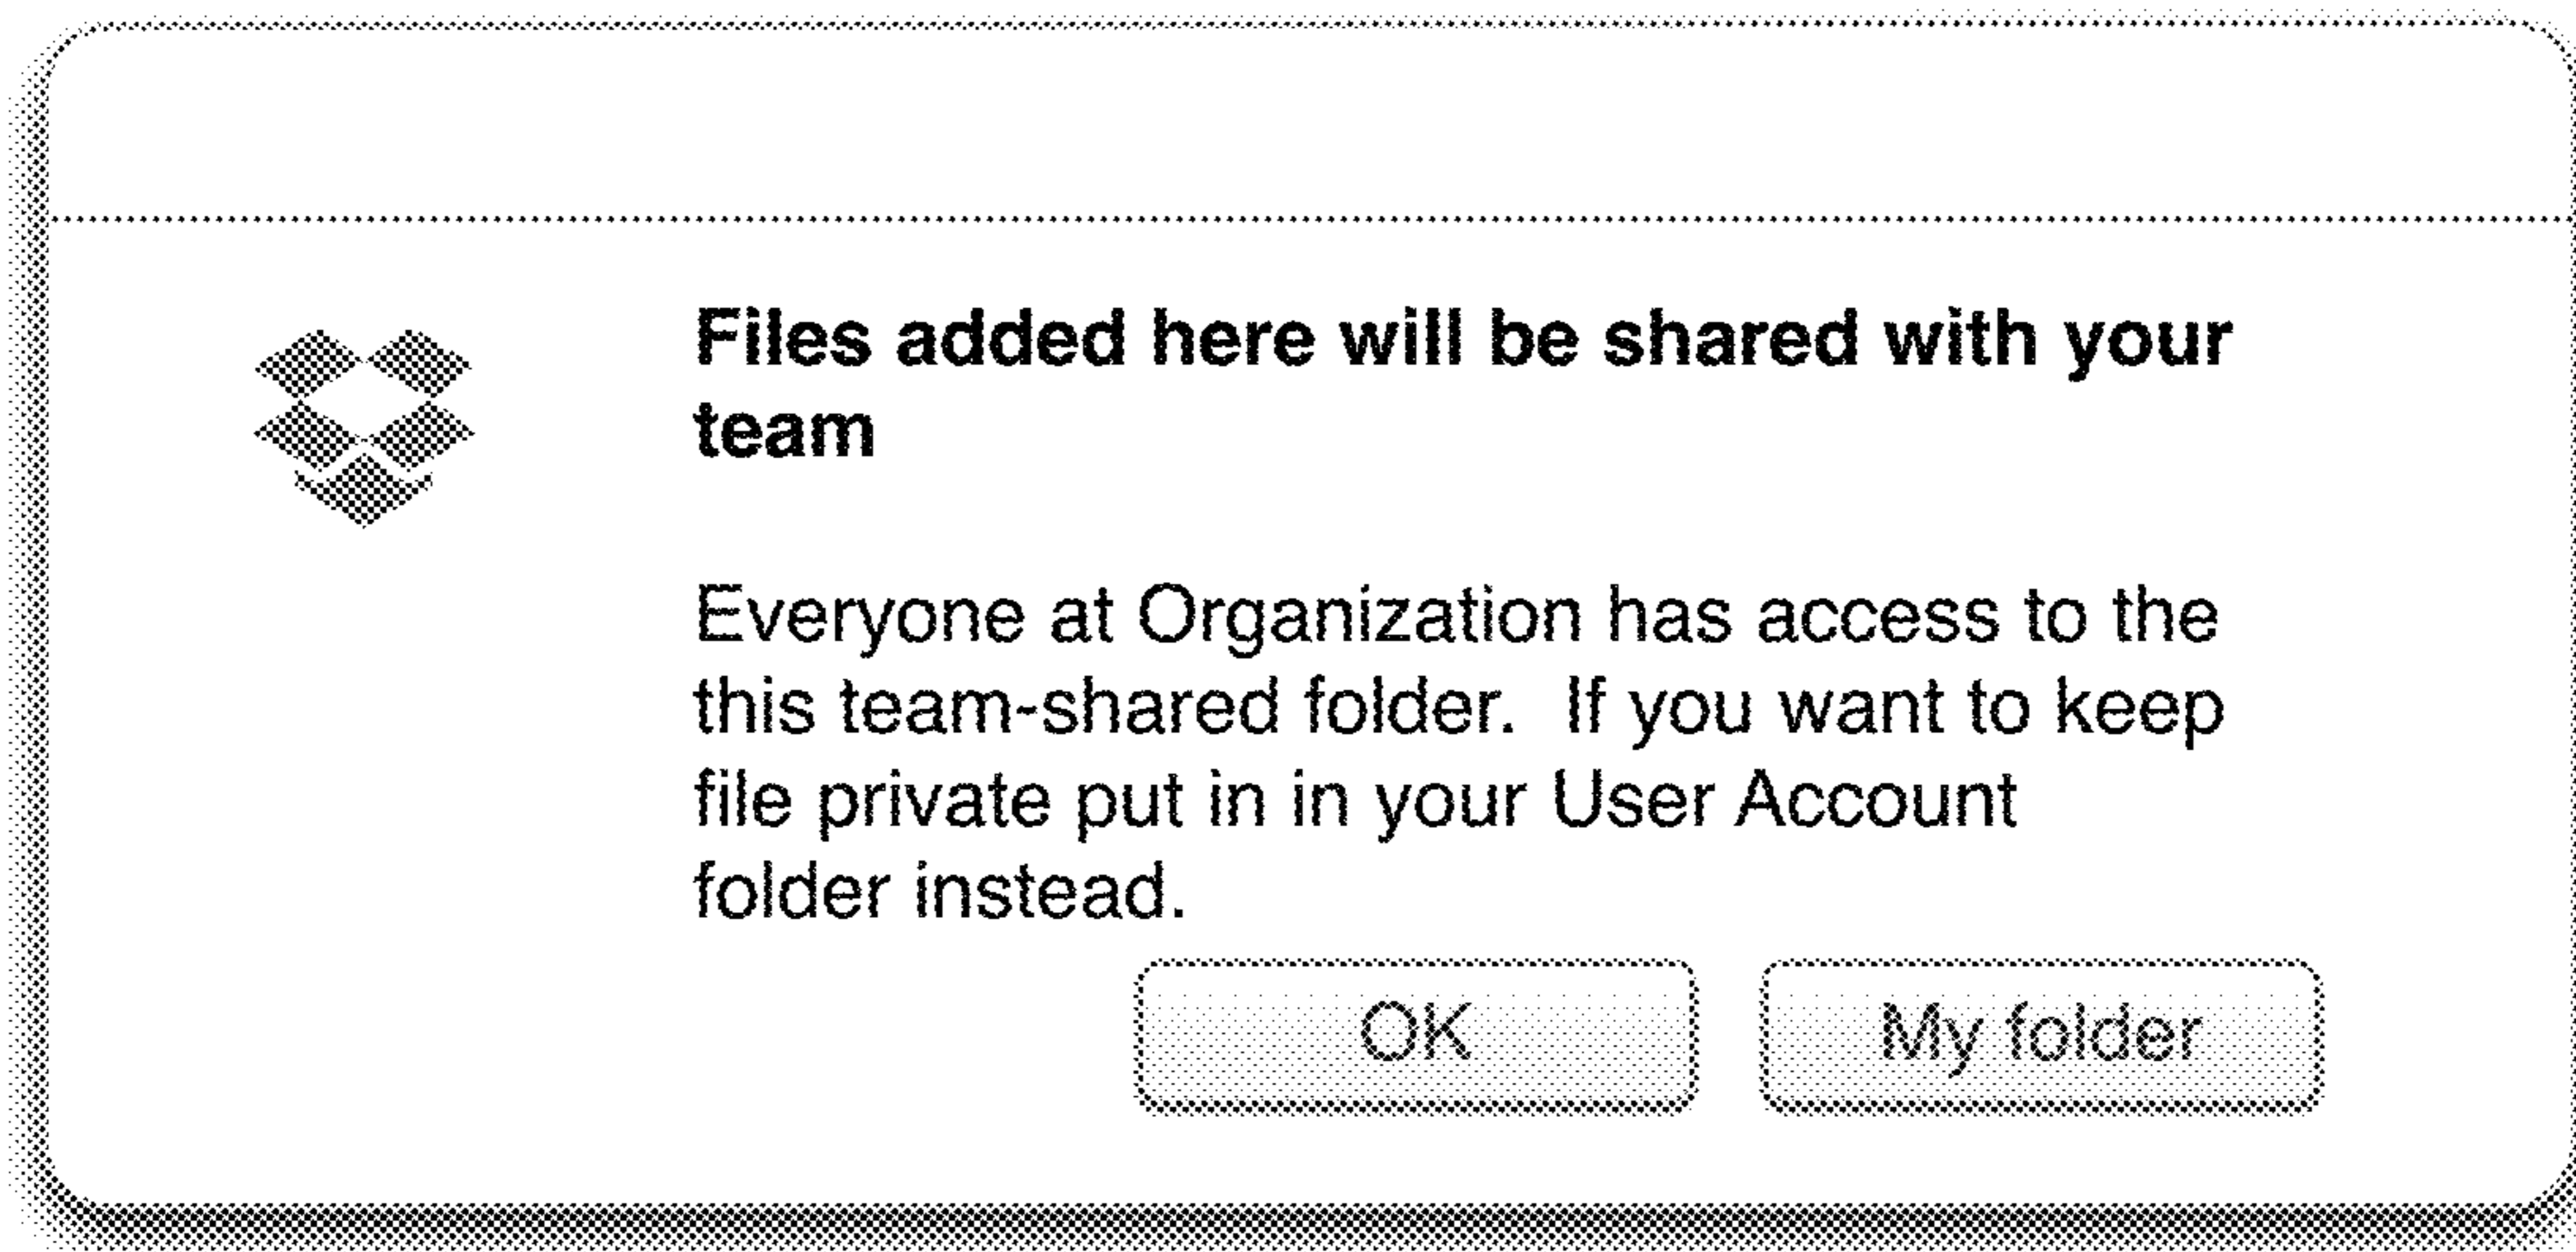 Files added here will be shared with your
team
Everyone at Organization has access to the
this team-shared folder.  If you want to keep
file private put in in your User Account
folder instead.
OK
My folder